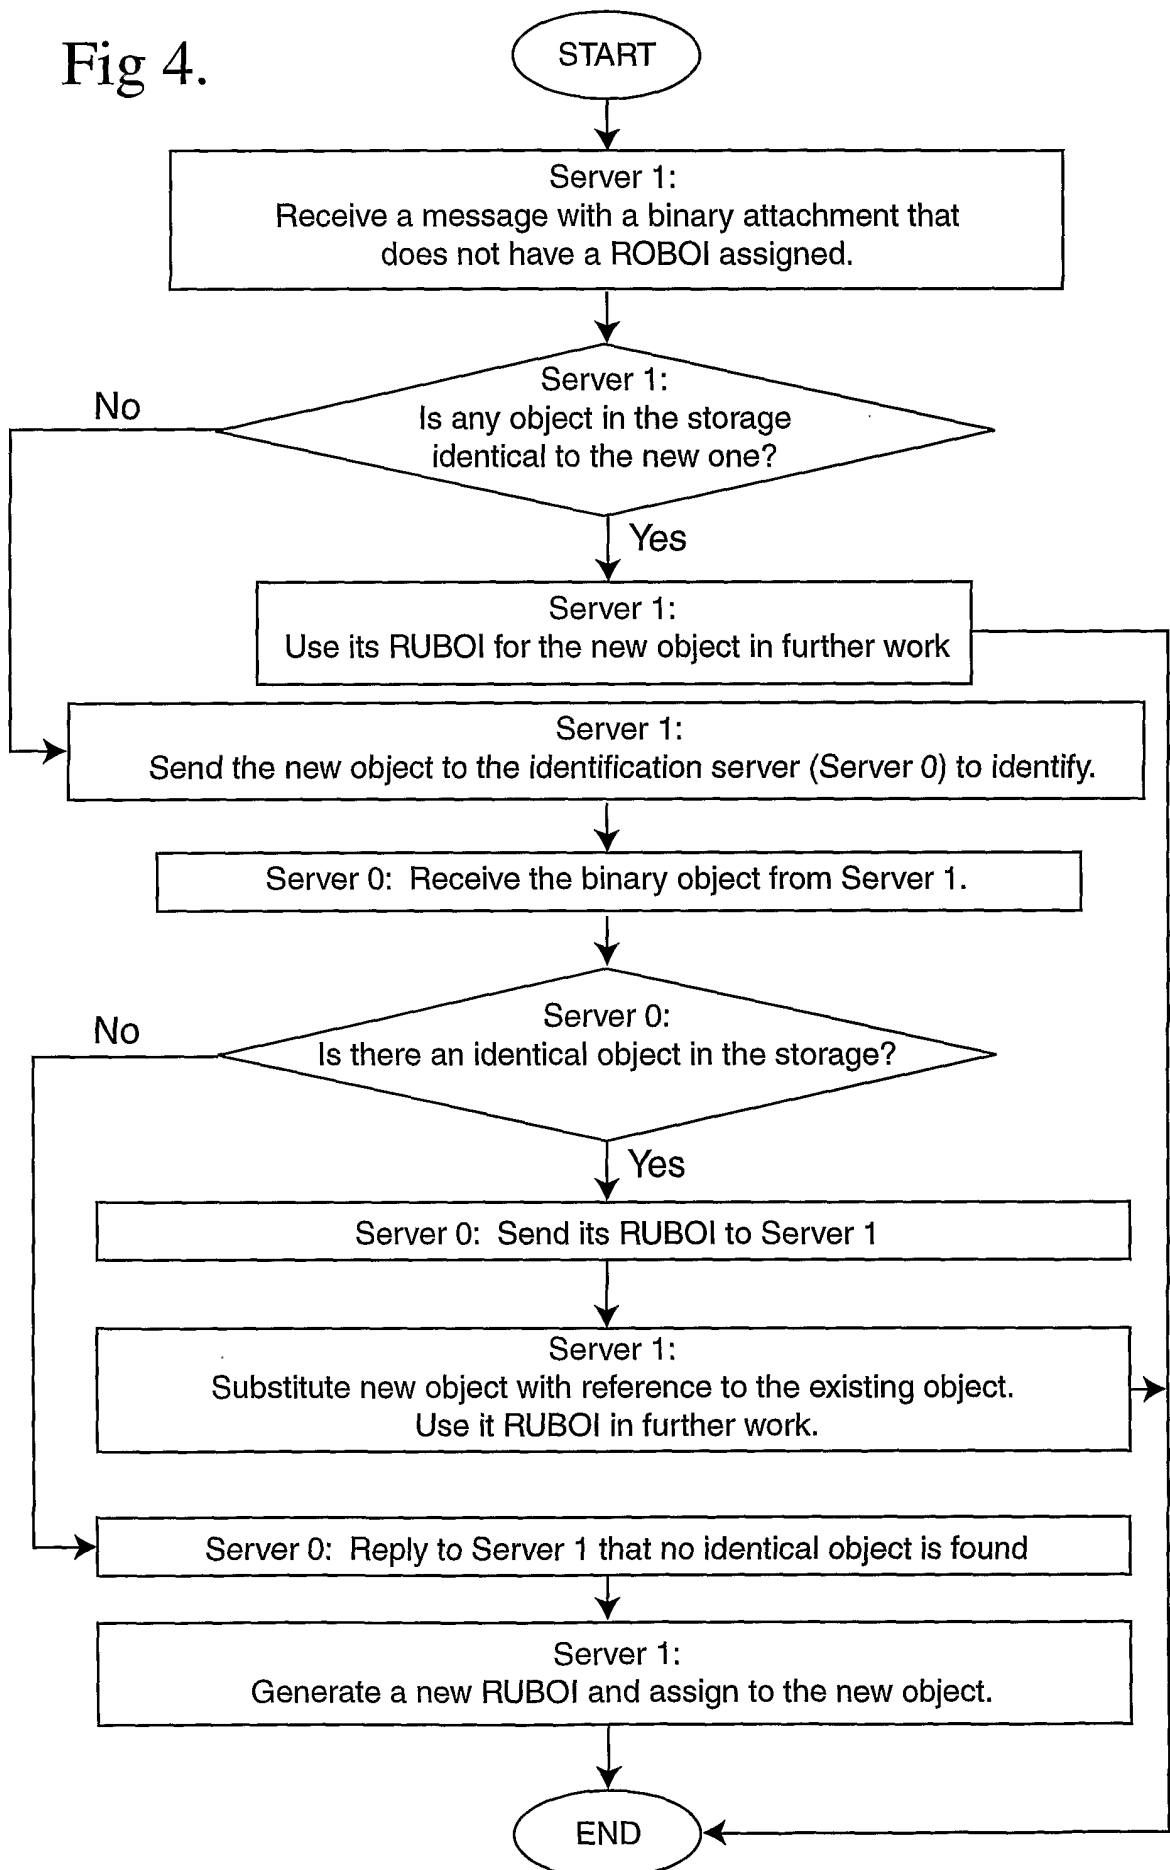 Fig 4.
START
Server 1:
Receive a message with a binary attachment that
does not have a ROBOI assigned.
Server 1:
Is any object in the storage
identical to the new one?
No
Yes
Server 1:
Use its RUBOI for the new object in further work
Server 1:
Send the new object to the identification server (Server 0) to identify.
Server 0: Receive the binary object from Server 1.
Server 0:
Is there an identical object in the storage?
No
Yes
Server 0: Send its RUBOI to Server 1
Server 1:
Substitute new object with reference to the existing object.
Use it RUBOI in further work.
Server 0: Reply to Server 1 that no identical object is found
Server 1:
Generate a new RUBOI and assign to the new object.
END